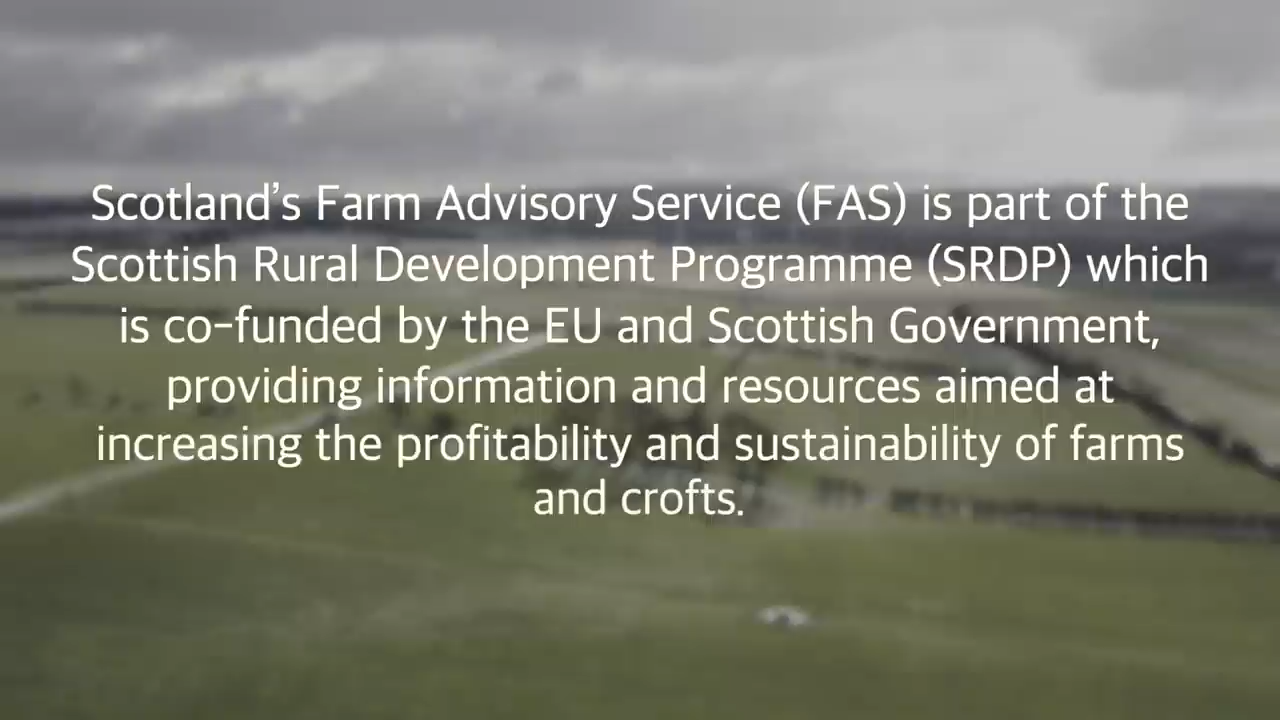 Scotland’s Farm Advisory Service (FAS) is part of the
Scottish Rural Development Programme (SRDP) which
is co-funded by the EU and Scottish Government,
providing information and resources aimed at
increasing the profitability and sustainability of farms
and crofts.